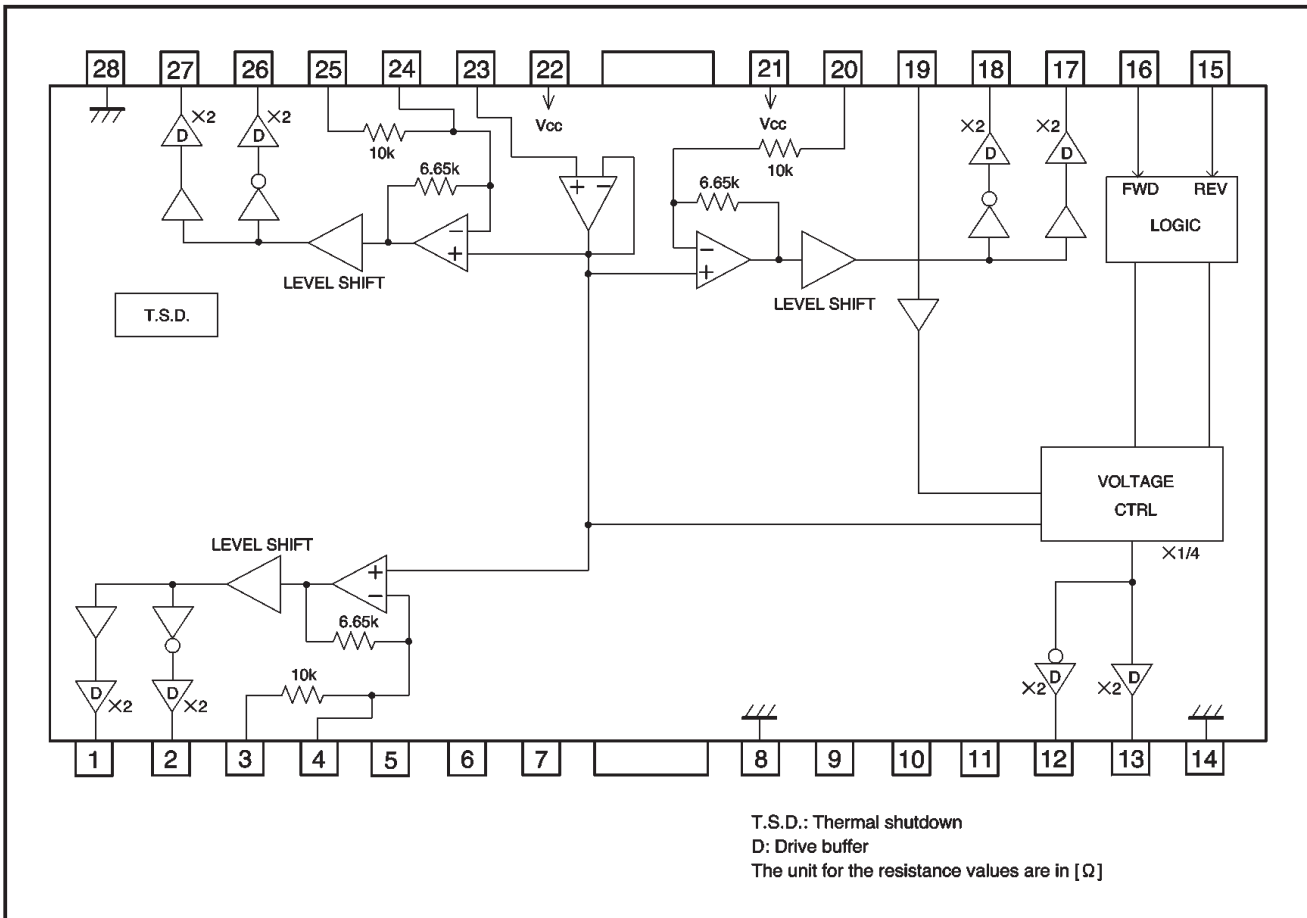 28 27 26 25 24 23 22 21 20 19 18 17 16 15
×2 ×2 Vcc Vcc ×2 ×2
D D D D
10k 10k
6.65k 6.65k
+ − FWD REV
− − LOGIC
+ +
LEVEL SHIFT LEVEL SHIFT
T.S.D.
VOLTAGE
CTRL
×1/4
LEVEL SHIFT
+
−
6.65k
10k
D ×2 D ×2 ×2 D ×2 D
1 2 3 4 5 6 7 8 9 10 11 12 13 14
T.S.D.: Thermal shutdown
D: Drive buffer
The unit for the resistance values are in [Ω]